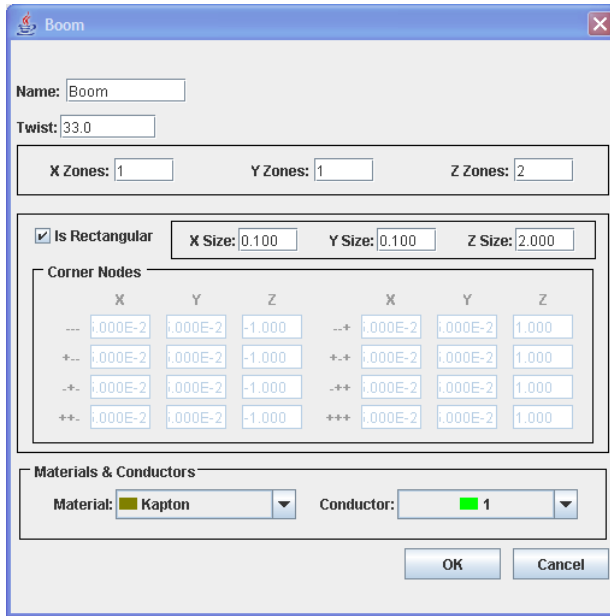 Boom
Name: Boom
Twist: 33.0
X Zones: 1 Y Zones: 1 Z Zones: 2
Is Rectangular X Size: 0.100 Y Size: 0.100 Z Size: 2.000
Corner Nodes
X Y Z X Y Z
--- .000E-2 .000E-2 -1.000 --+ .000E-2 .000E-2 1.000
+-- .000E-2 .000E-2 -1.000 +-+ .000E-2 .000E-2 1.000
-+- .000E-2 .000E-2 -1.000 -++ .000E-2 .000E-2 1.000
++- .000E-2 .000E-2 -1.000 +++ .000E-2 .000E-2 1.000
Materials & Conductors
Material: Kapton Conductor: 1
OK Cancel